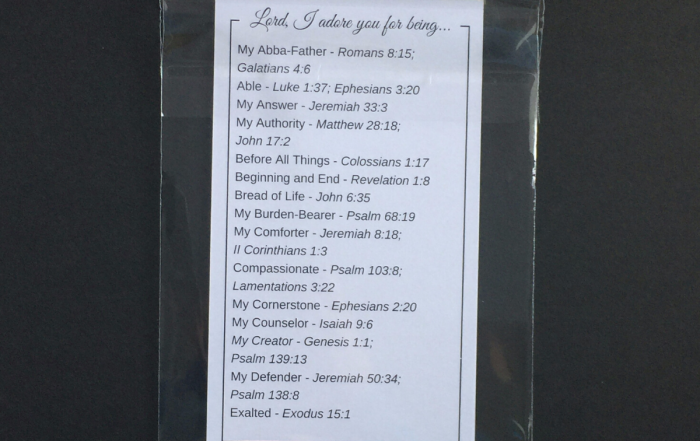 Lord, I adore you for being...
My Abba-Father - Romans 8:15;
Galatians 4:6
Able - Luke 1:37; Ephesians 3:20
My Answer - Jeremiah 33:3
My Authority - Matthew 28:18;
John 17:2
Before All Things - Colossians 1:17
Beginning and End - Revelation 1:8
Bread of Life - John 6:35
My Burden-Bearer - Psalm 68:19
My Comforter - Jeremiah 8:18;
II Corinthians 1:3
Compassionate - Psalm 103:8;
Lamentations 3:22
My Cornerstone - Ephesians 2:20
My Counselor - Isaiah 9:6
My Creator - Genesis 1:1;
Psalm 139:13
My Defender - Jeremiah 50:34;
Psalm 138:8
Exalted - Exodus 15:1